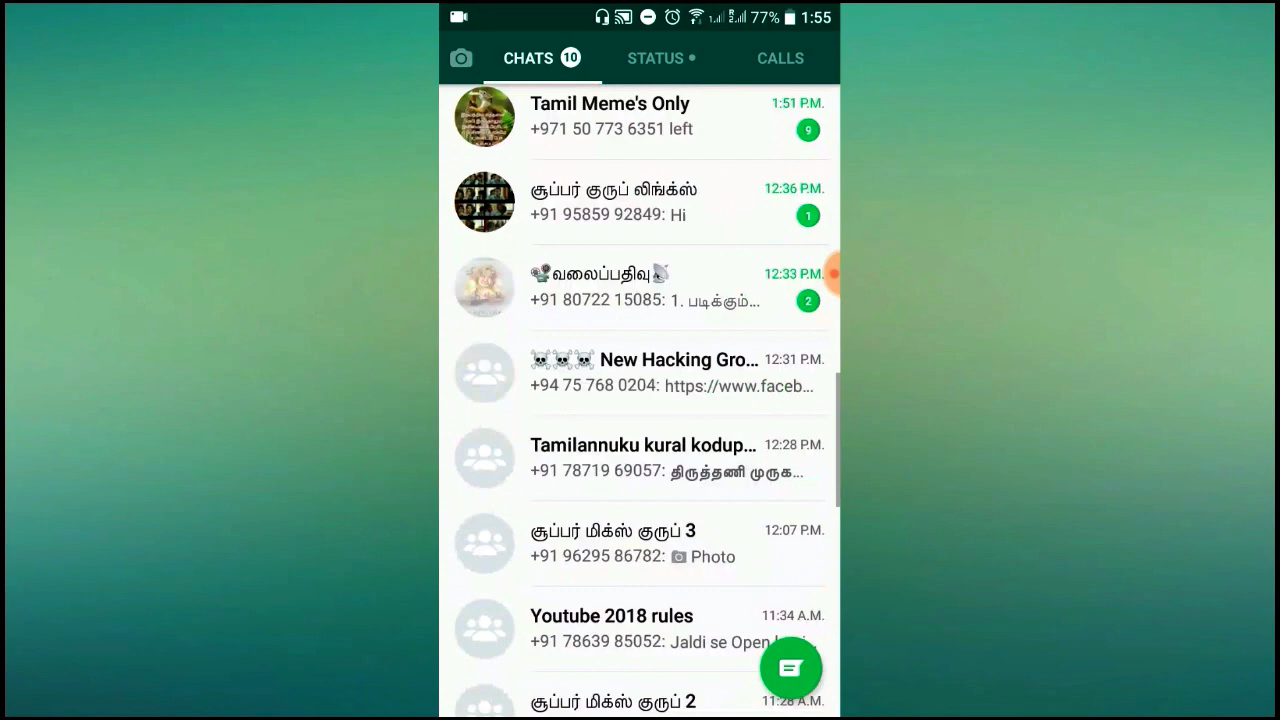 77% 1:55
CHATS 10 STATUS CALLS
Tamil Meme's Only 1:51 P.M.
+971 50 773 6351 left 9
சூப்பர் குருப் லிங்க்ஸ் 12:36 P.M.
+91 95859 92849: Hi 1
📽வலைப்பதிவு📡 12:33 P.M.
+91 80722 15085: 1. படிக்கும்... 2
☠☠☠ New Hacking Gro... 12:31 P.M.
+94 75 768 0204: https://www.faceb...
Tamilannuku kural kodup... 12:28 P.M.
+91 78719 69057: திருத்தணி முருக...
சூப்பர் மிக்ஸ் குருப் 3 12:07 P.M.
+91 96295 86782: Photo
Youtube 2018 rules 11:34 A.M.
+91 78639 85052: Jaldi se Open
சூப்பர் மிக்ஸ் குருப் 2 11:28 A.M.